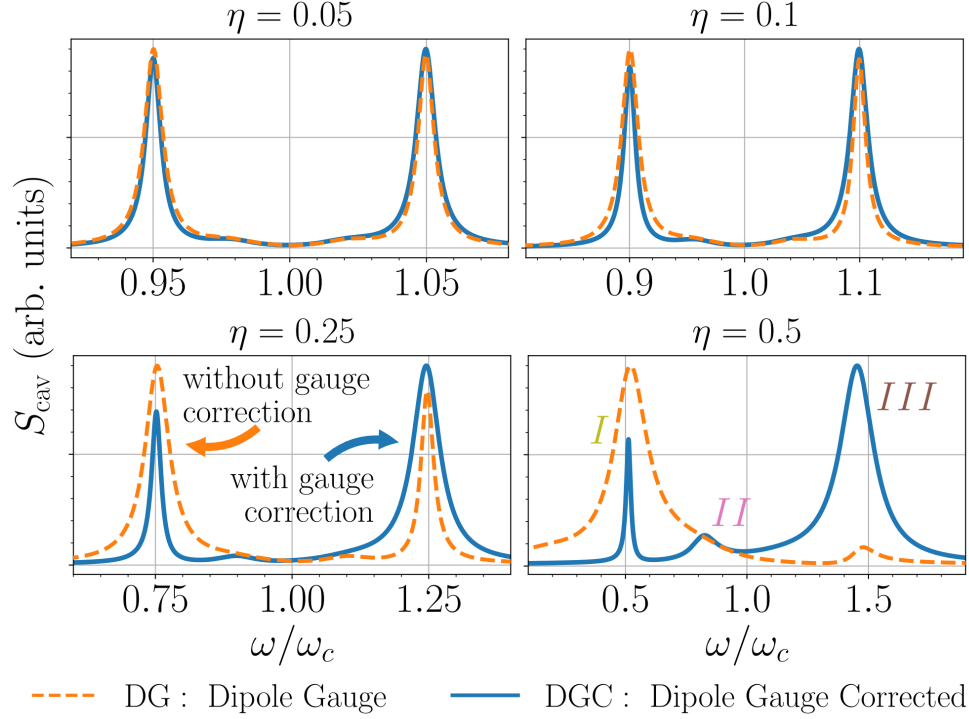 η = 0.05
η = 0.1
0.95 1.00 1.05
0.9 1.0 1.1
S_cav (arb. units)
η = 0.25
η = 0.5
without gauge
correction
with gauge
correction
I
II
III
0.75 1.00 1.25
0.5 1.0 1.5
ω/ω_c
ω/ω_c
DG : Dipole Gauge
DGC : Dipole Gauge Corrected